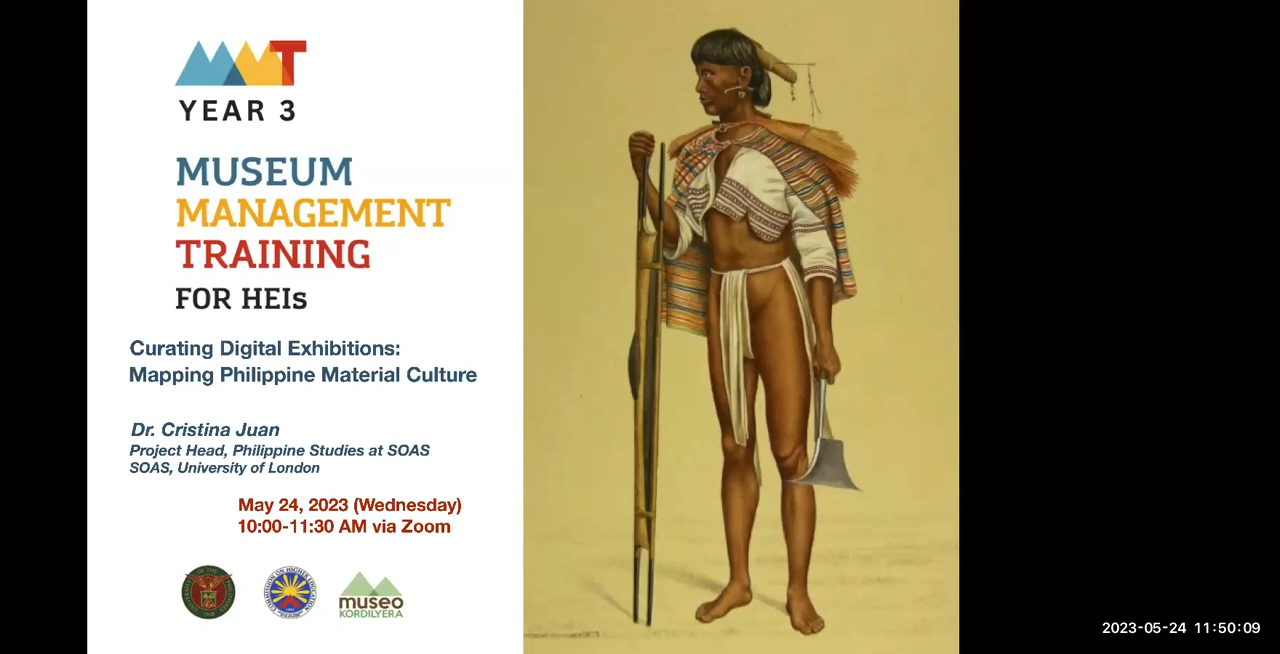 MMT
YEAR 3
MUSEUM
MANAGEMENT
TRAINING
FOR HEIs
Curating Digital Exhibitions:
Mapping Philippine Material Culture
Dr. Cristina Juan
Project Head, Philippine Studies at SOAS
SOAS, University of London
May 24, 2023 (Wednesday)
10:00-11:30 AM via Zoom
museo
KORDILYERA
2023-05-24 11:50:09